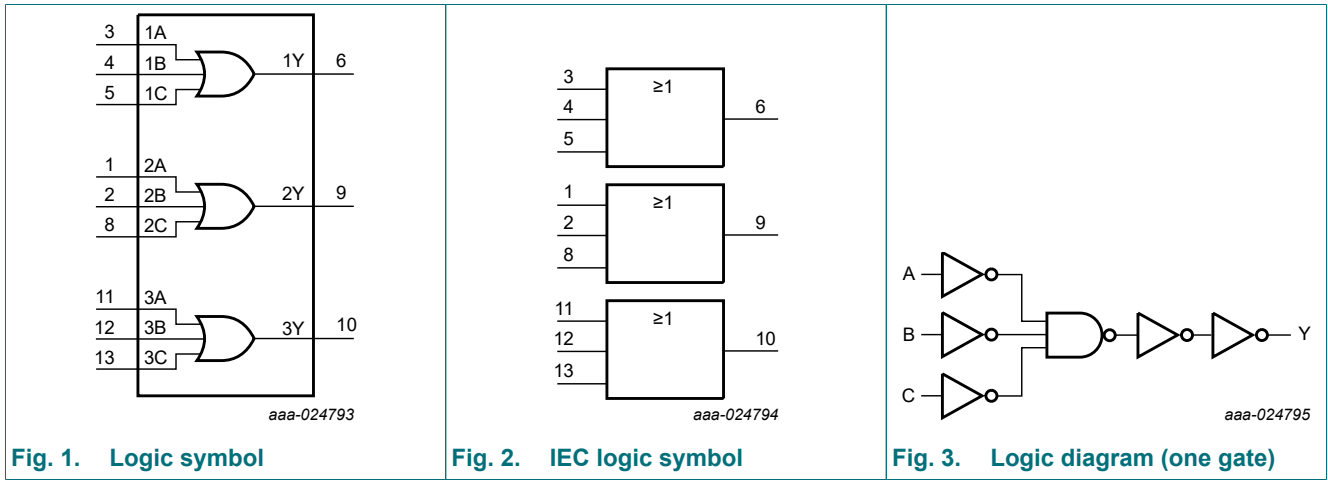 3 1A
4 1B 1Y 6
5 1C
1 2A
2 2B 2Y 9
8 2C
11 3A
12 3B 3Y 10
13 3C
aaa-024793
Fig. 1. Logic symbol
3 ≥1
4 6
5
1 ≥1
2 9
8
11 ≥1
12 10
13
aaa-024794
Fig. 2. IEC logic symbol
A
B Y
C
aaa-024795
Fig. 3. Logic diagram (one gate)